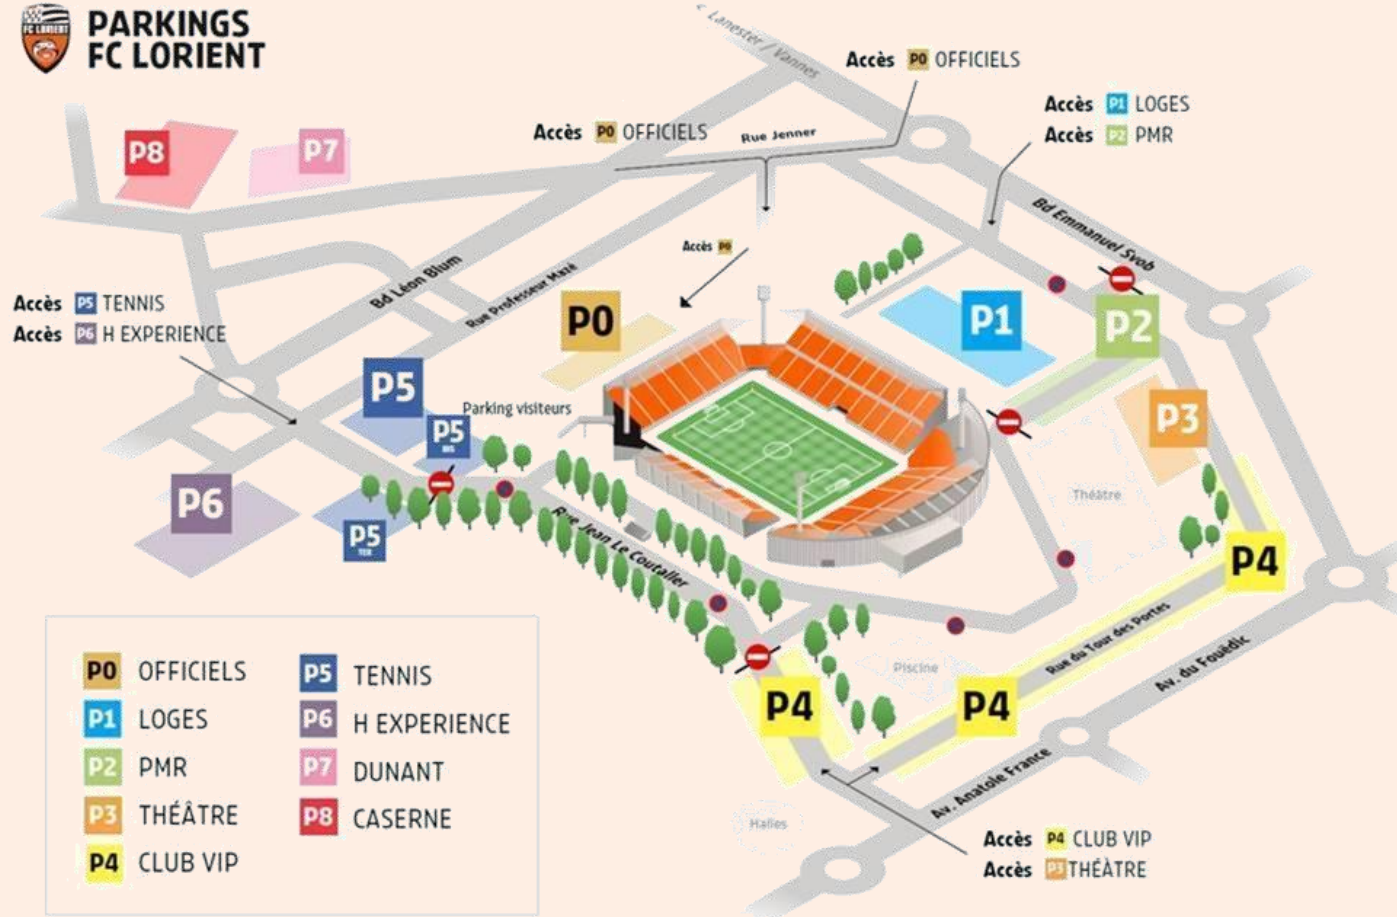 FC LORIENT
PARKINGS
FC LORIENT
< Lanester / Vannes
Accès P0 OFFICIELS
Accès P1 LOGES
Accès P2 PMR
Accès P0 OFFICIELS
Rue Jenner
P8
P7
Bd Emmanuel Svob
Accès P0
Bd Léon Blum
Rue Professeur Mazé
Accès P5 TENNIS
Accès P6 H EXPERIENCE
P0
P1
P2
P5
Parking visiteurs
P5
BIS
P3
P6
Théâtre
P5
TER
Rue Jean Le Coutaller
P4
Rue du Tour des Portes
Piscine
Av. du Fouëdic
P4
P4
Av. Anatole France
Halles
Accès P4 CLUB VIP
Accès P3 THÉÂTRE
P0 OFFICIELS
P1 LOGES
P2 PMR
P3 THÉÂTRE
P4 CLUB VIP
P5 TENNIS
P6 H EXPERIENCE
P7 DUNANT
P8 CASERNE